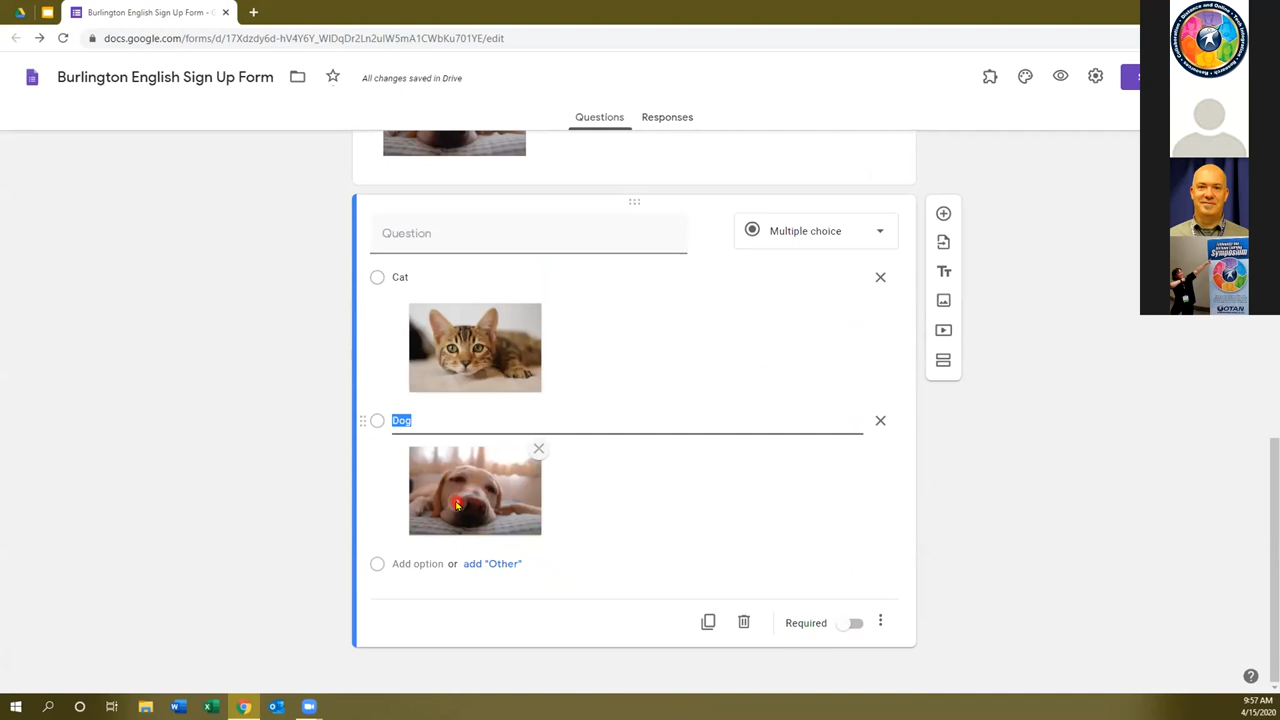 Burlington English Sign Up Form - G
docs.google.com/forms/d/17Xdzdy6d-hV4Y6Y_WIDqDr2Ln2uIW5mA1CWbKu701YE/edit
Burlington English Sign Up Form
All changes saved in Drive
Questions
Responses
Question
Multiple choice
Cat
Dog
Add option or add "Other"
Required
9:57 AM
4/15/2020
Symposium
OTAN